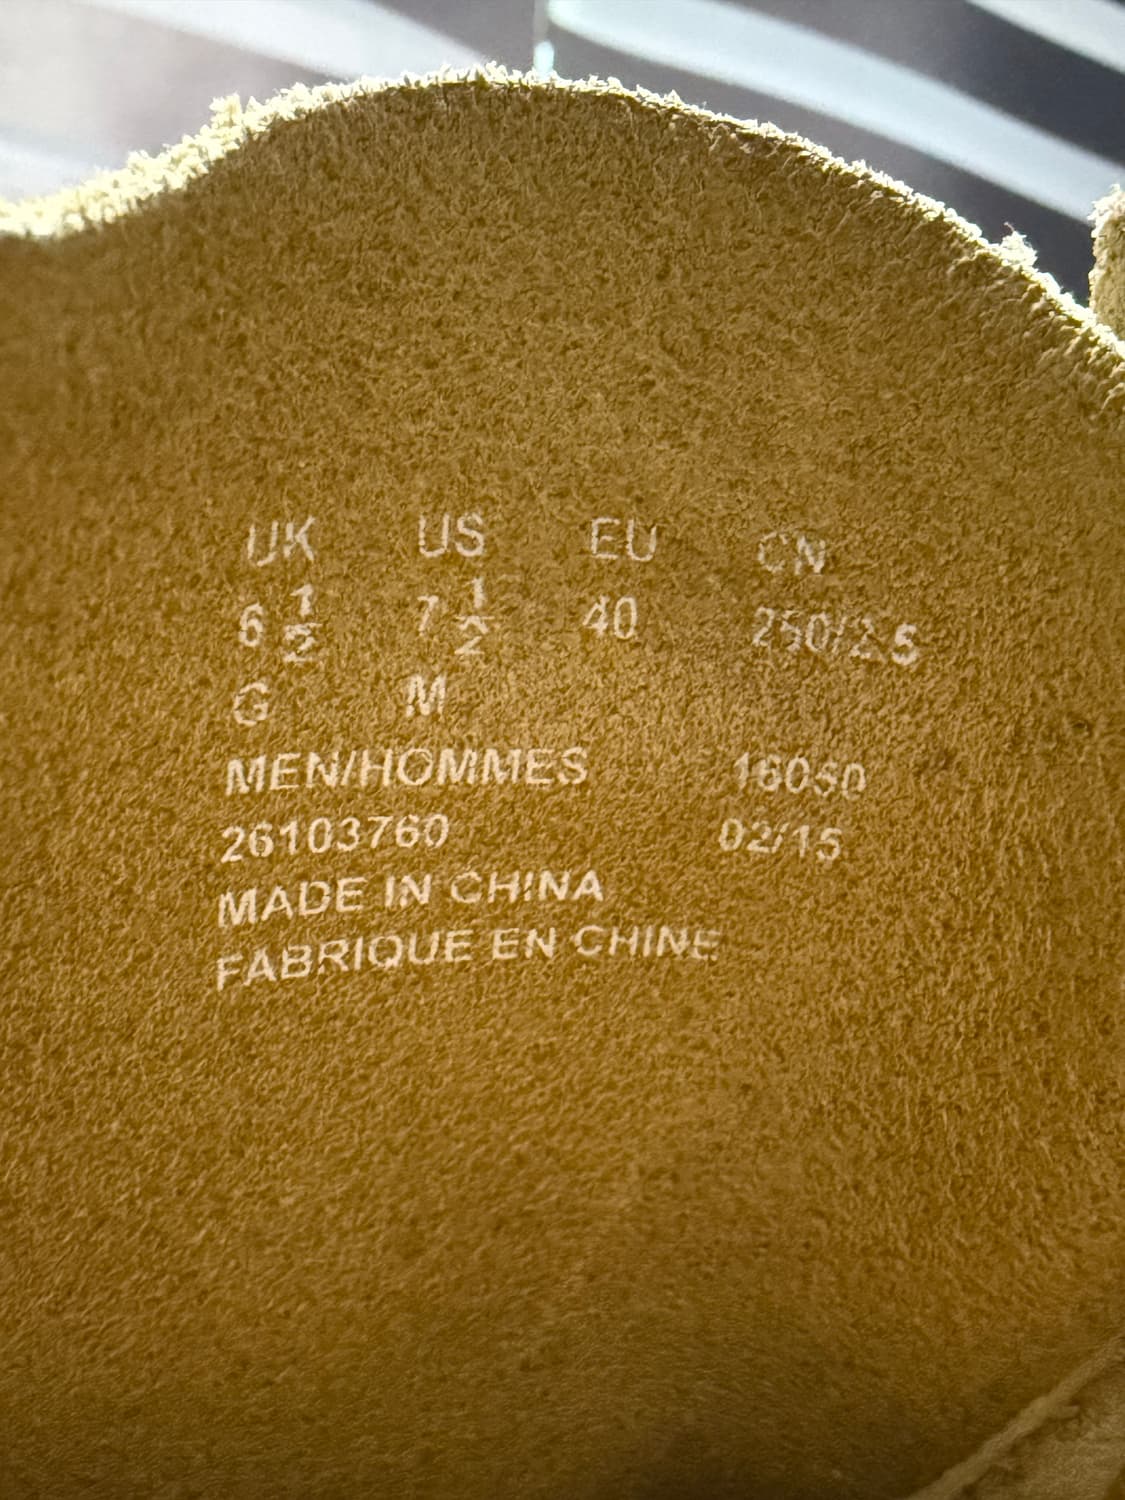 UK US EU CN
6 1/2 7 1/2 40 250/2.5
G M
MEN/HOMMES 16050
26103760 02/15
MADE IN CHINA
FABRIQUE EN CHINE